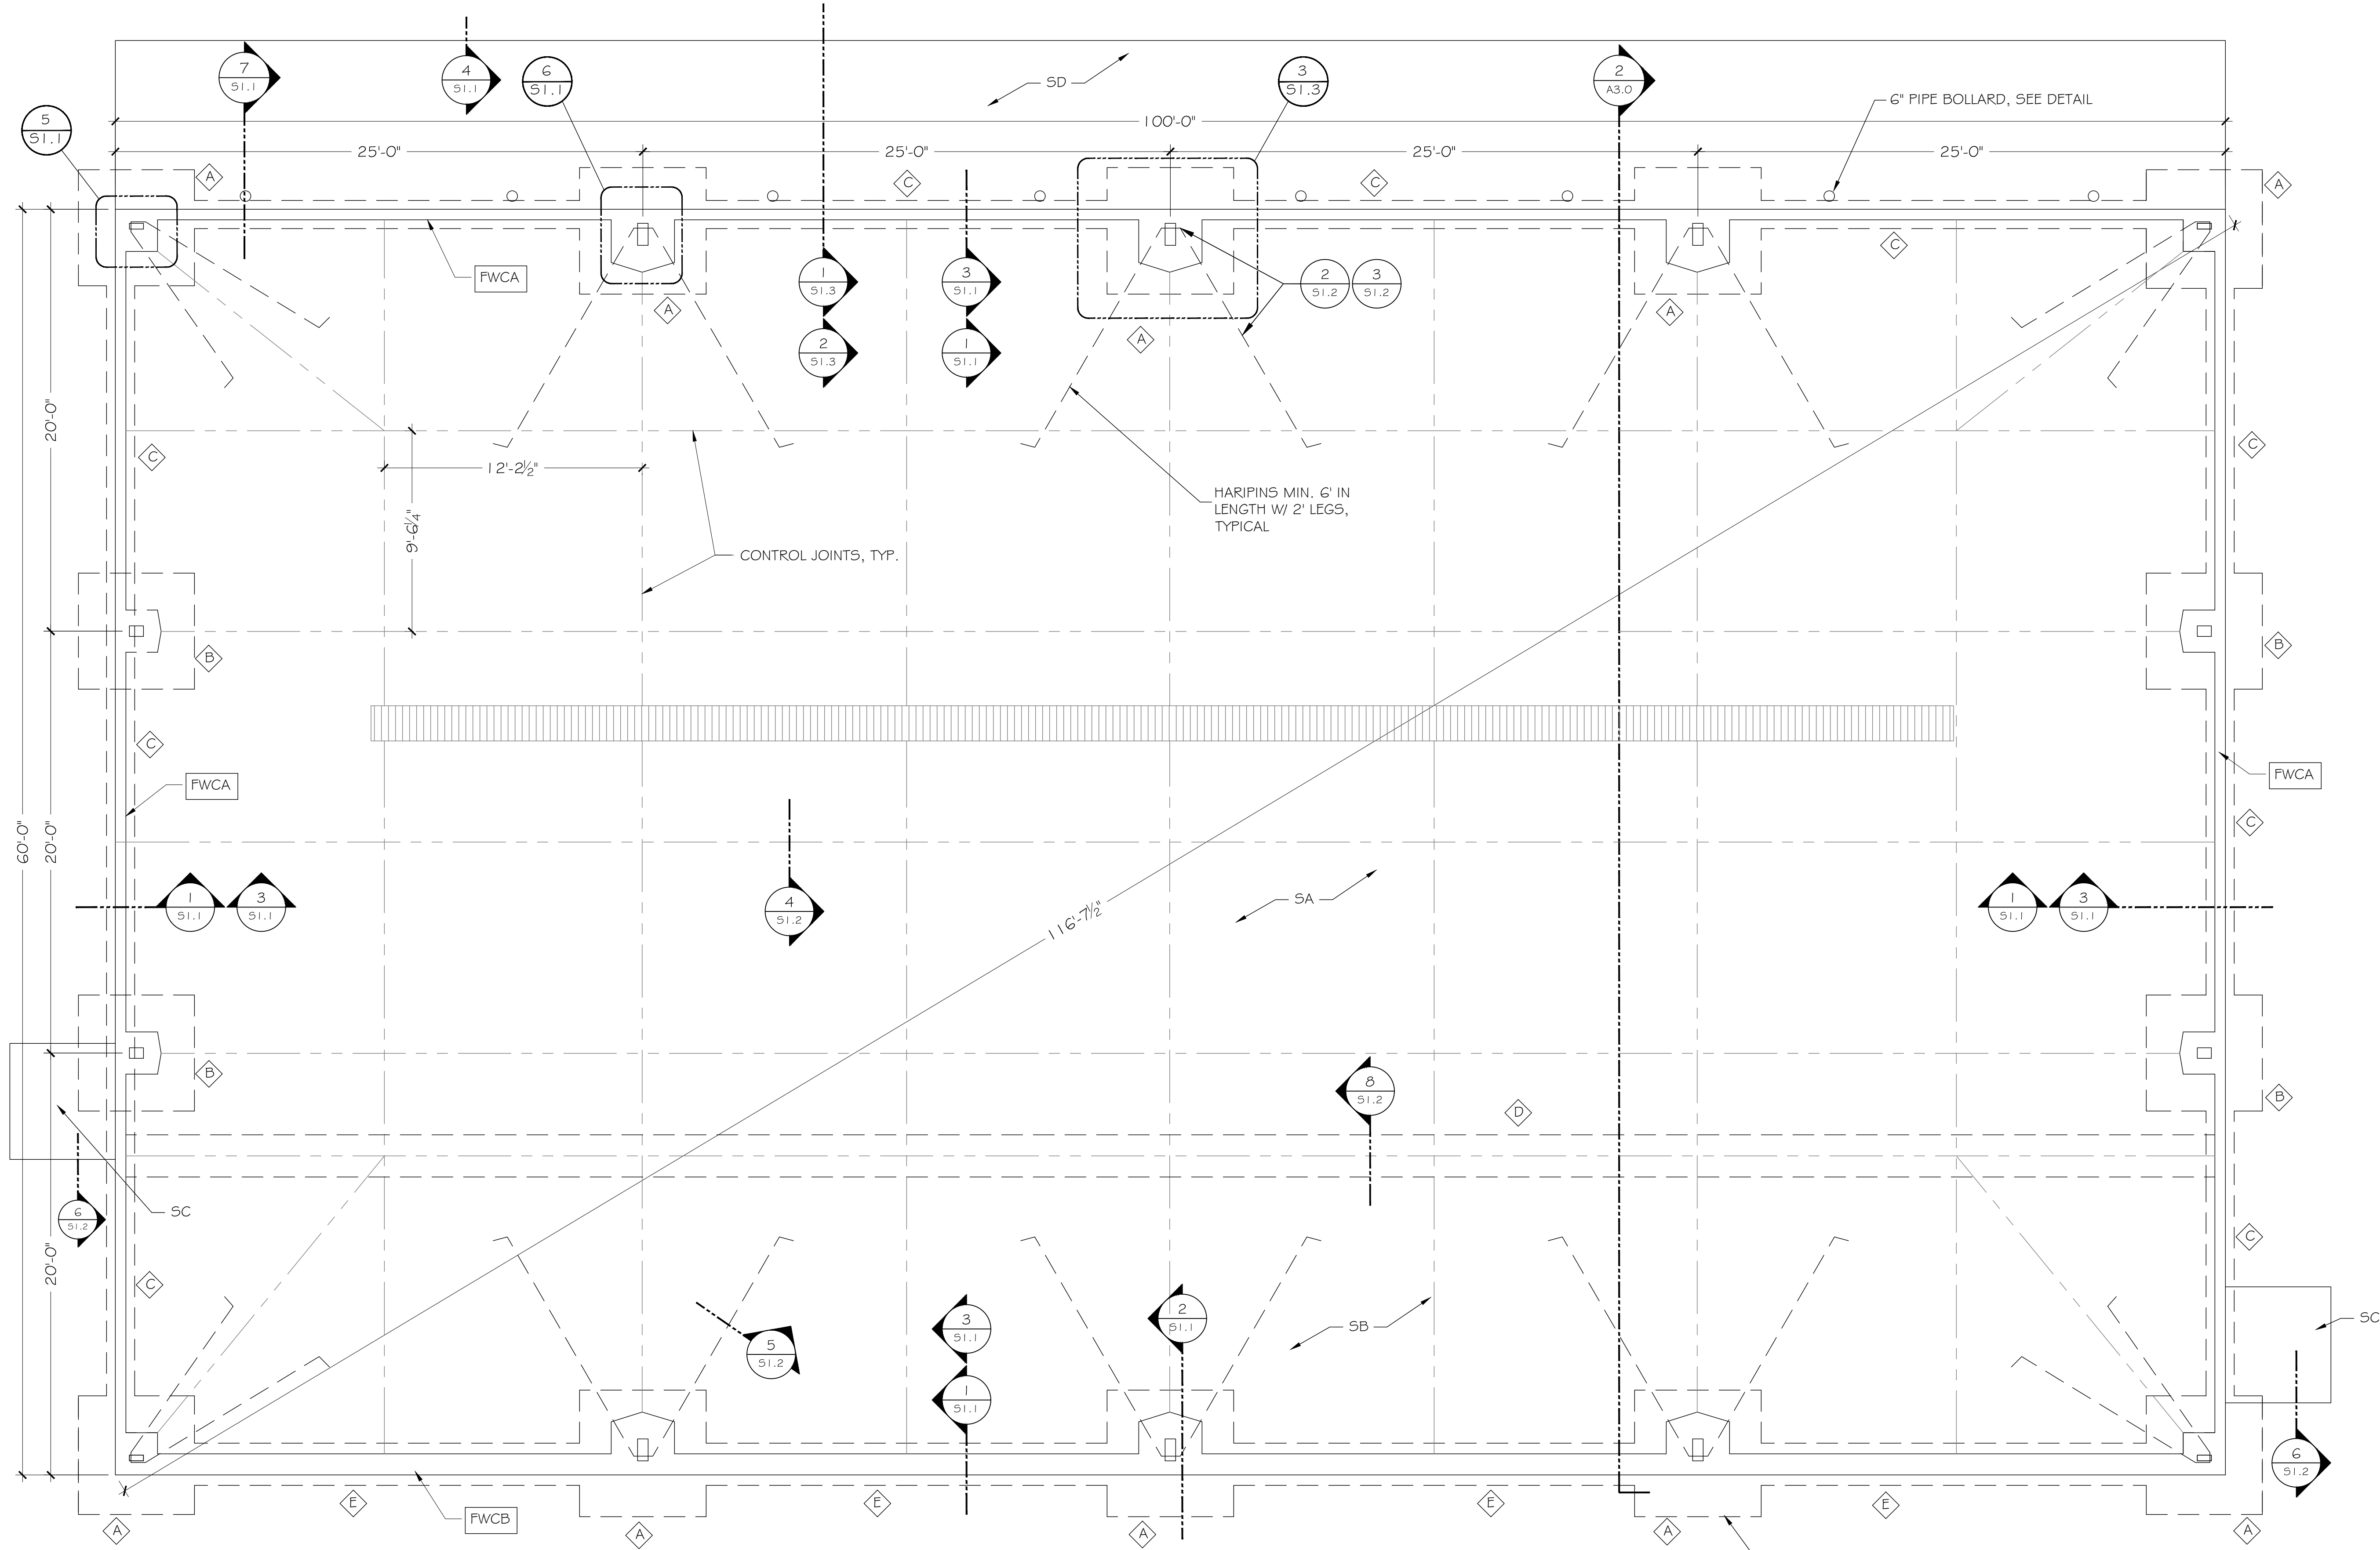 7
S1.1
4
S1.1
6
S1.1
SD
3
S1.3
2
A3.0
6" PIPE BOLLARD, SEE DETAIL
5
S1.1
100'-0"
25'-0"
25'-0"
25'-0"
25'-0"
A
C
C
A
C
FWCA
1
S1.3
3
S1.1
2
S1.2
3
S1.2
A
A
A
2
S1.3
1
S1.1
20'-0"
C
C
12'-2½"
HARIPINS MIN. 6' IN
LENGTH W/ 2' LEGS,
TYPICAL
9'-6¼"
CONTROL JOINTS, TYP.
B
B
C
FWCA
FWCA
C
60'-0"
20'-0"
1
S1.1
3
S1.1
4
S1.2
SA
116'-7½"
1
S1.1
3
S1.1
B
8
S1.2
D
B
SC
6
S1.2
20'-0"
C
C
3
S1.1
2
S1.1
SB
SC
5
S1.2
1
S1.1
6
S1.2
E
E
E
E
FWCB
A
A
A
A
A